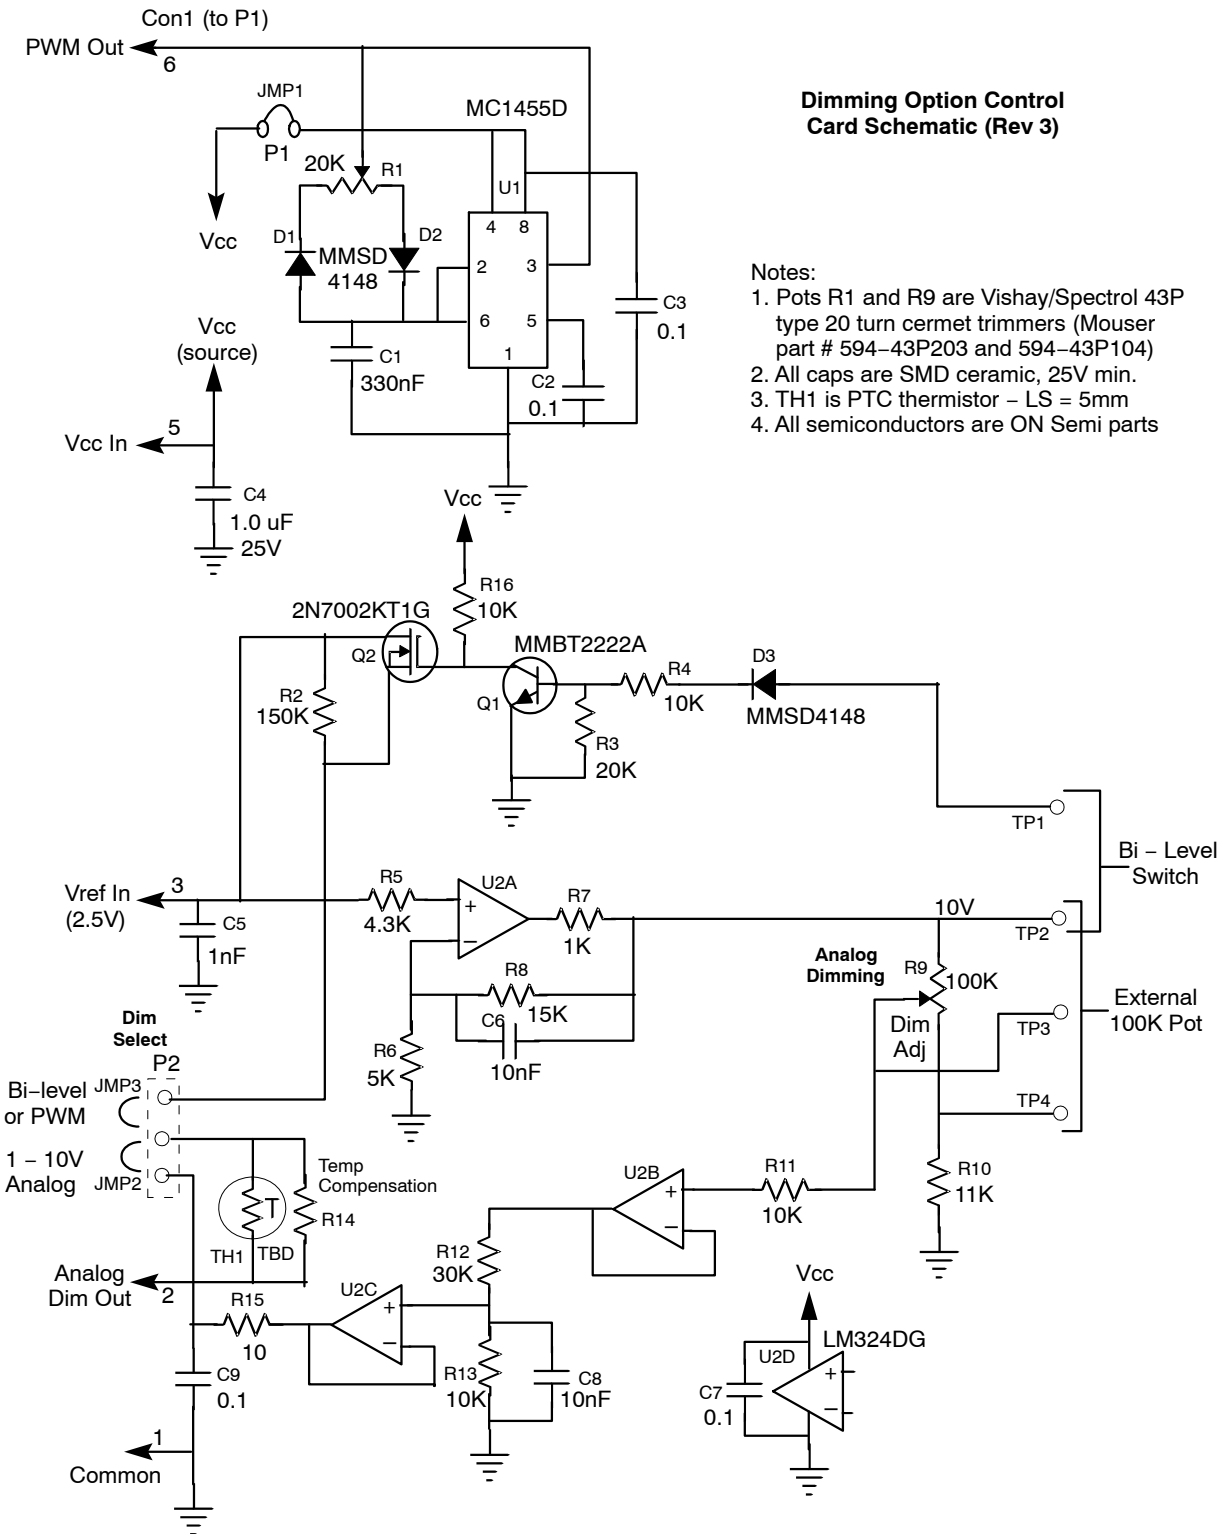 Con1 (to P1)
PWM Out
6
JMP1
P1
MC1455D
Dimming Option Control
Card Schematic (Rev 3)
20K
R1
U1
4
8
Vcc
D1
MMSD
4148
D2
2
3
6
5
1
C3
0.1
C1
330nF
C2
0.1
Notes:
1. Pots R1 and R9 are Vishay/Spectrol 43P
type 20 turn cermet trimmers (Mouser
part # 594−43P203 and 594−43P104)
2. All caps are SMD ceramic, 25V min.
3. TH1 is PTC thermistor − LS = 5mm
4. All semiconductors are ON Semi parts
Vcc
(source)
5
Vcc In
C4
1.0 uF
25V
Vcc
R16
10K
2N7002KT1G
Q2
MMBT2222A
Q1
R4
10K
D3
MMSD4148
R2
150K
R3
20K
TP1
Bi − Level
Switch
Vref In
(2.5V)
3
C5
1nF
R5
4.3K
U2A
+
−
R7
1K
10V
TP2
R8
15K
C6
10nF
R6
5K
Analog
Dimming
R9
100K
Dim
Adj
TP3
TP4
External
100K Pot
Dim
Select
P2
Bi−level
or PWM
JMP3
1 − 10V
Analog
JMP2
Temp
Compensation
T
R14
TH1
TBD
Analog
Dim Out
2
U2B
+
−
R11
10K
R10
11K
R12
30K
U2C
+
−
R15
10
R13
10K
C8
10nF
C9
0.1
1
Common
Vcc
LM324DG
U2D
+
−
C7
0.1